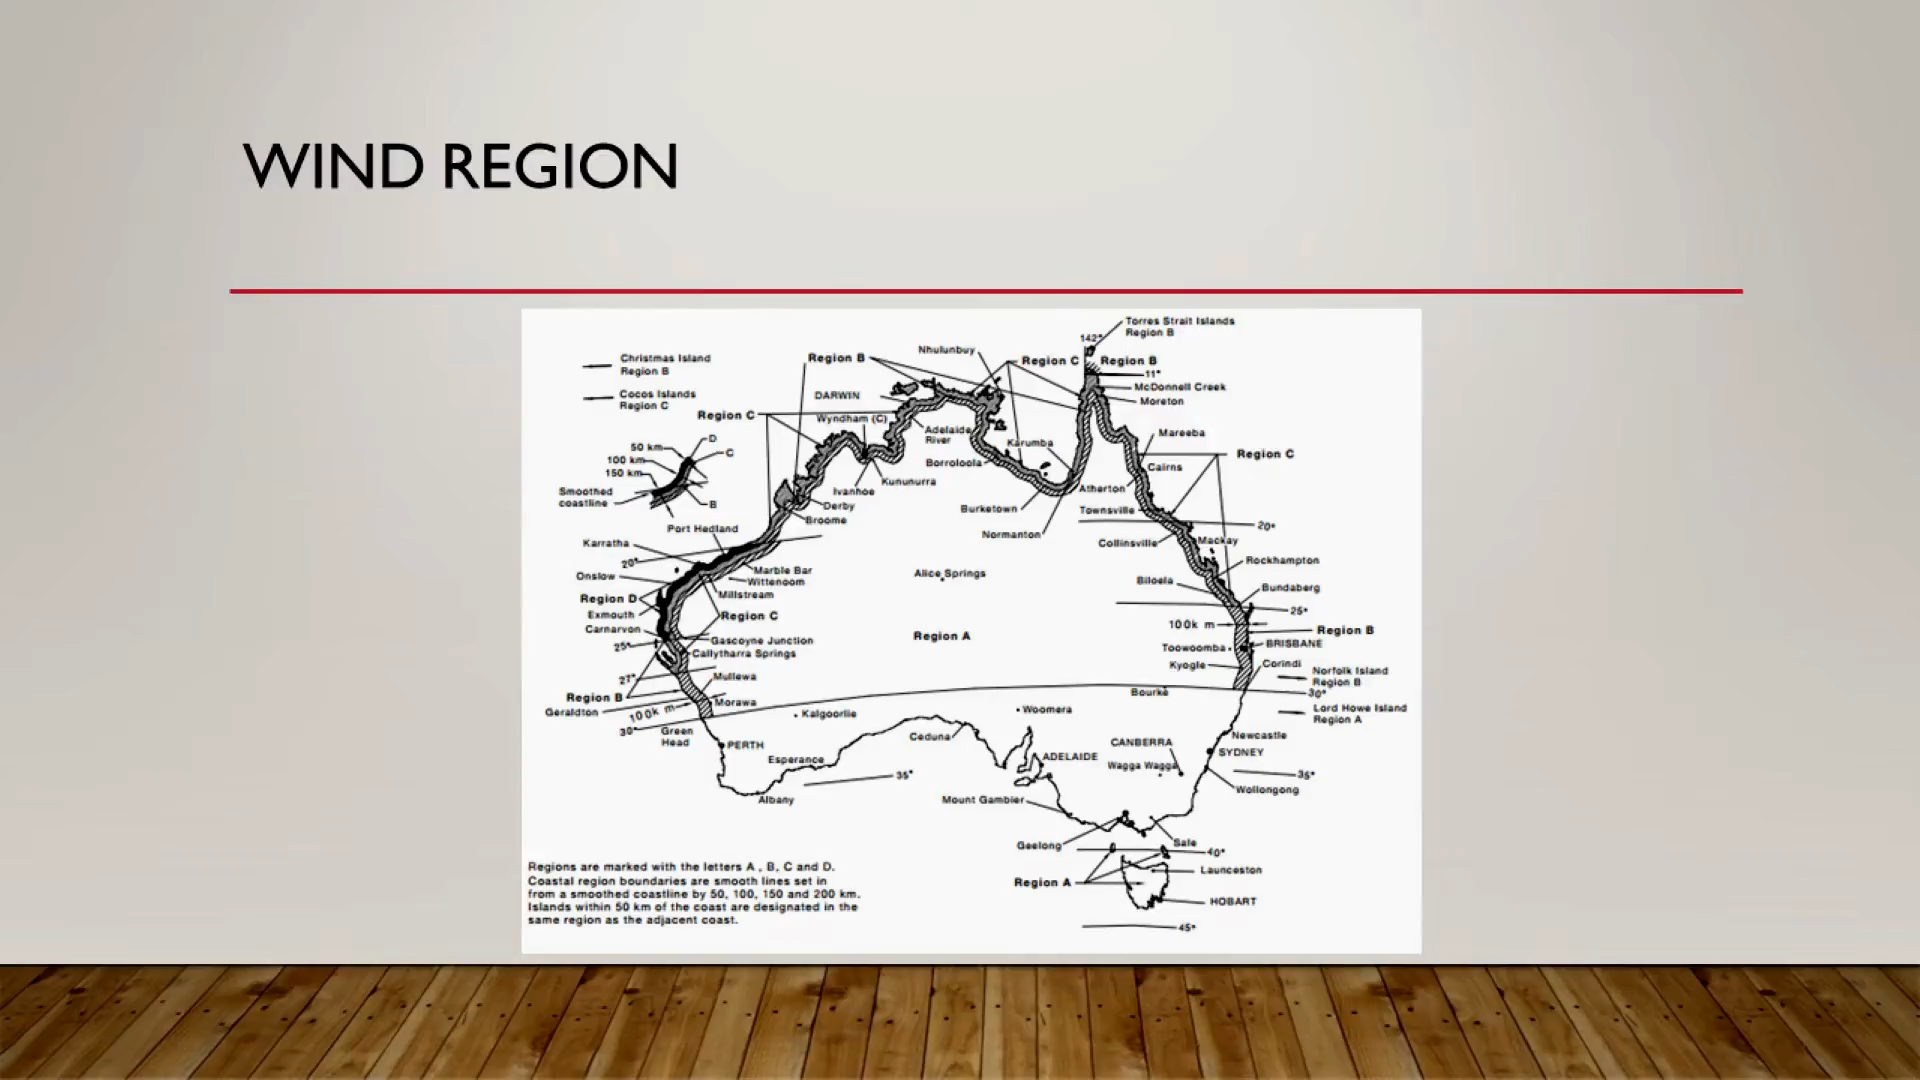 WIND REGION
Torres Strait Islands
Region B
142°
Christmas Island
Region B
Cocos Islands
Region C
Region B
Nhulunbuy
Region C
Region B
11°
McDonnell Creek
Moreton
DARWIN
Region C
Wyndham (C)
Adelaide
River
Karumba
Mareeba
Region C
Cairns
D
C
50 km
100 km
150 km
Smoothed
coastline
B
Borroloola
Kununurra
Ivanhoe
Derby
Broome
Burketown
Normanton
Atherton
Townsville
20°
Collinsville
Mackay
Port Hedland
Karratha
20°
Onslow
Region D
Exmouth
Carnarvon
25°
Marble Bar
Wittenoom
Millstream
Region C
Gascoyne Junction
Callytharra Springs
Alice Springs
Region A
Rockhampton
Biloela
Bundaberg
25°
100k m
Region B
BRISBANE
Toowoomba
Kyogle
Corindi
Norfolk Island
Region B
30°
Lord Howe Island
Region A
27°
Mullewa
Region B
Geraldton
100k m
Morawa
30°
Green
Head
PERTH
Kalgoorlie
Woomera
Bourke
Esperance
Albany
35°
Ceduna
ADELAIDE
CANBERRA
Wagga Wagga
Newcastle
SYDNEY
35°
Wollongong
Mount Gambier
Geelong
Sale
40°
Launceston
Region A
HOBART
45°
Regions are marked with the letters A , B, C and D.
Coastal region boundaries are smooth lines set in
from a smoothed coastline by 50, 100, 150 and 200 km.
Islands within 50 km of the coast are designated in the
same region as the adjacent coast.